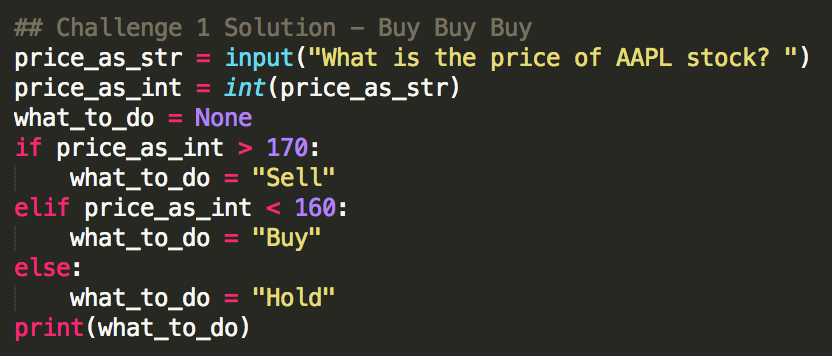 ## Challenge 1 Solution – Buy Buy Buy
price_as_str = input("What is the price of AAPL stock? ")
price_as_int = int(price_as_str)
what_to_do = None
if price_as_int > 170:
    what_to_do = "Sell"
elif price_as_int < 160:
    what_to_do = "Buy"
else:
    what_to_do = "Hold"
print(what_to_do)